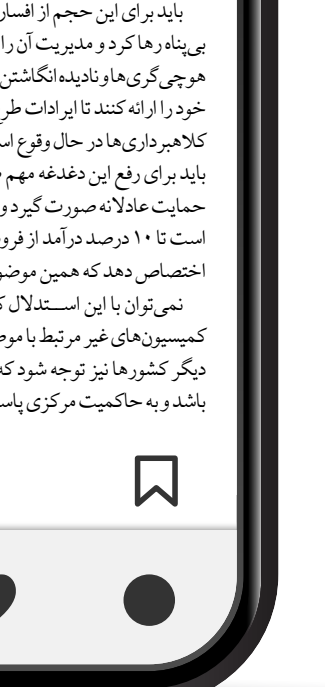 باید برای این حجم از افسار
بی‌پناه رها کرد و مدیریت آن را
هوچی‌گری‌ها و نادیده انگاشتن
خود را ارائه کنند تا ایرادات طر
کلاهبرداری‌ها در حال وقوع اس
باید برای رفع این دغدغه مهم
حمایت عادلانه صورت گیرد و
است تا ۱۰ درصد درآمد از فرو
اختصاص دهد که همین موضو
نمی‌توان با این استدلال ک
کمیسیون‌های غیر مرتبط با موض
دیگر کشورها نیز توجه شود که
باشد و به حاکمیت مرکزی پاس